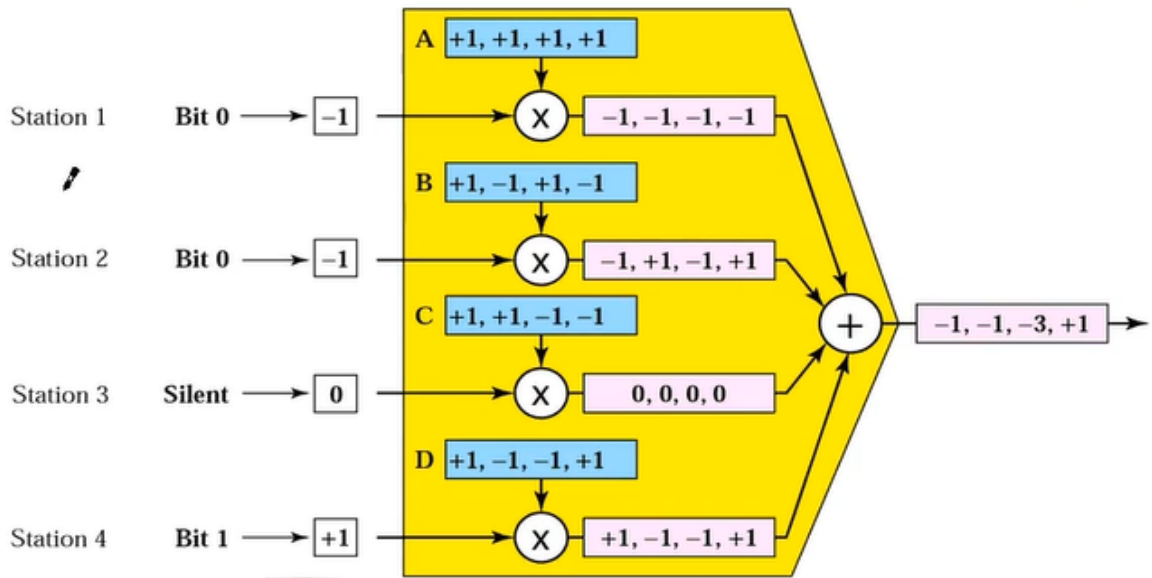 A +1, +1, +1, +1
Station 1 Bit 0 –1 X –1, –1, –1, –1
B +1, –1, +1, –1
Station 2 Bit 0 –1 X –1, +1, –1, +1
C +1, +1, –1, –1
+ –1, –1, –3, +1
Station 3 Silent 0 X 0, 0, 0, 0
D +1, –1, –1, +1
Station 4 Bit 1 +1 X +1, –1, –1, +1